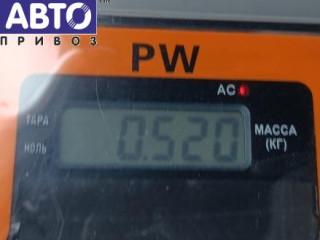 АВТО
ПРИВОЗ
PW
AC
ТАРА
НОЛЬ
0.520
МАССА
(КГ)